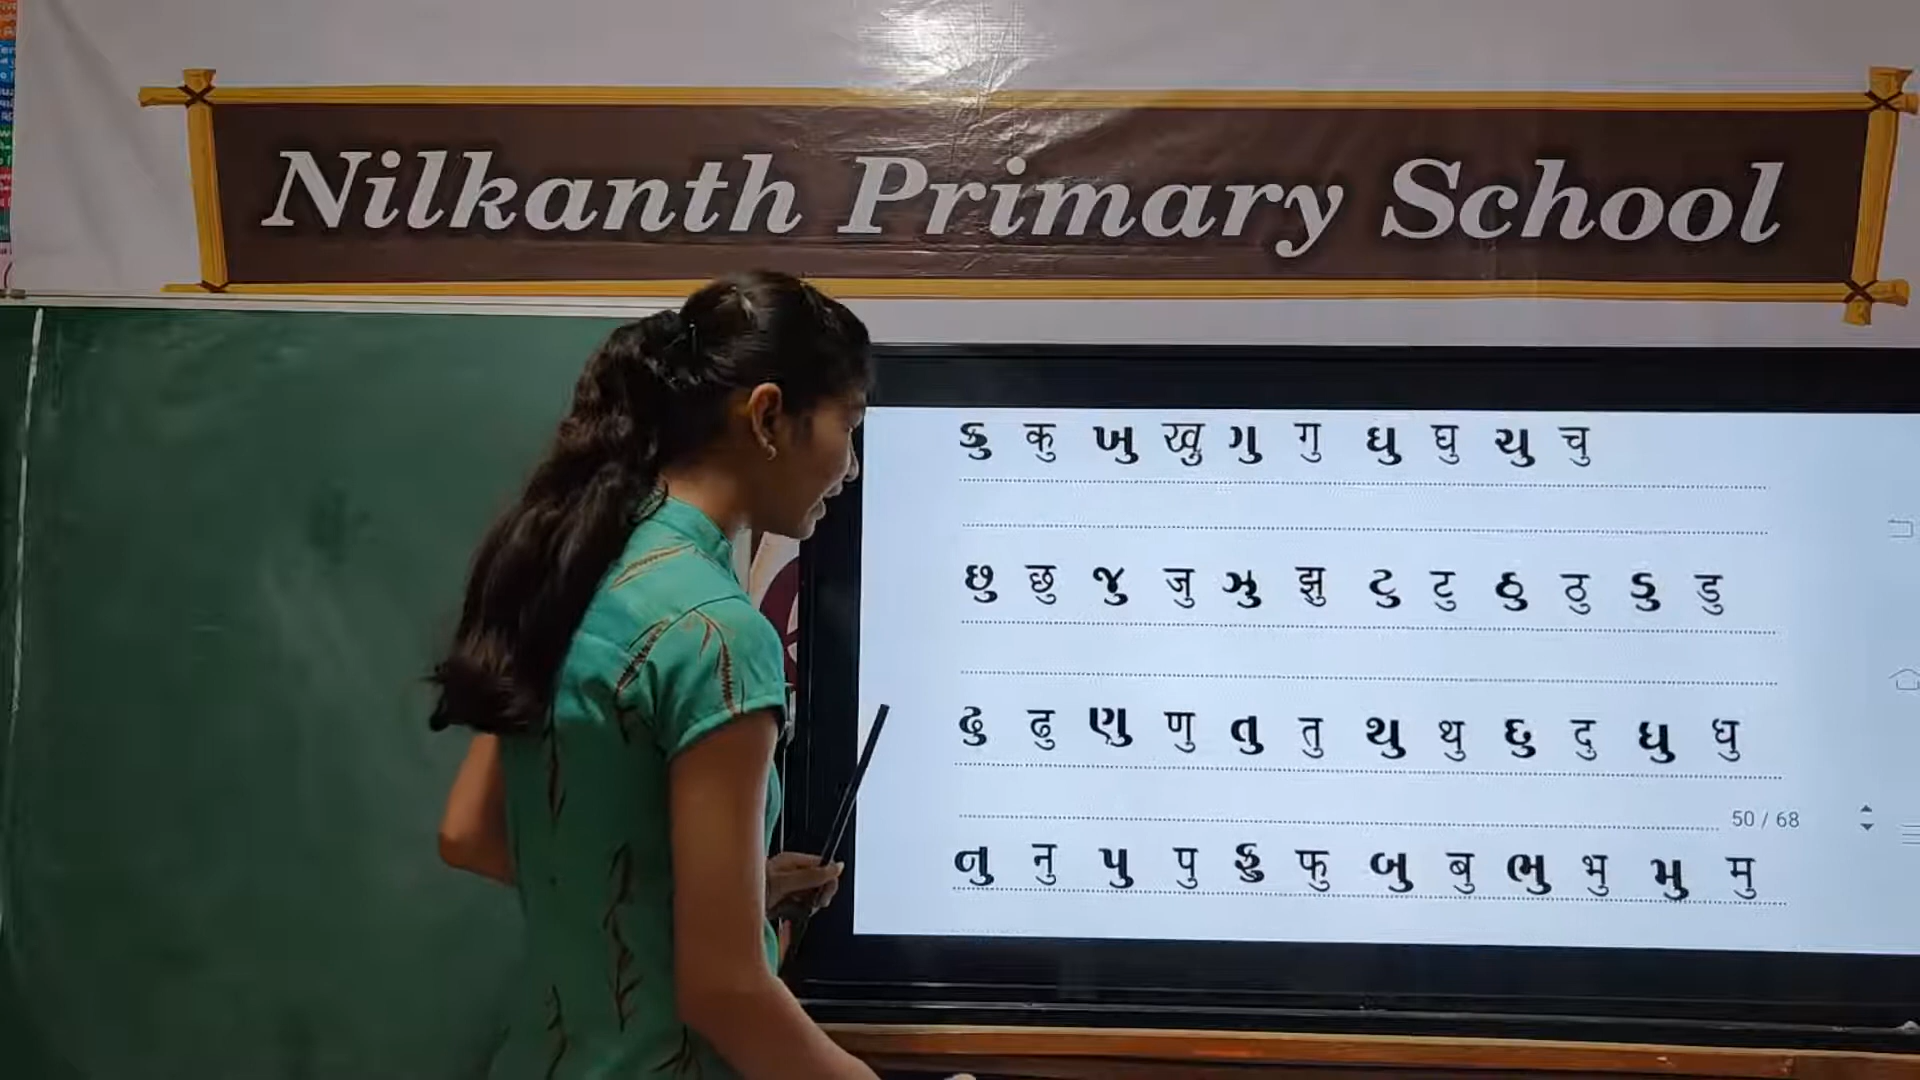 Nilkanth Primary School
કુ कु ખુ खु ગુ गु ઘુ घु ચુ चु
છુ छु જુ जु ઝુ झु ટુ टु ઠુ ठु ડુ डु
ઢુ ढु ણુ णु તુ तु થુ थु દુ दु ધુ धु
50 / 68
નુ नु પુ पु ફુ फु બુ बु ભુ भु મુ मु